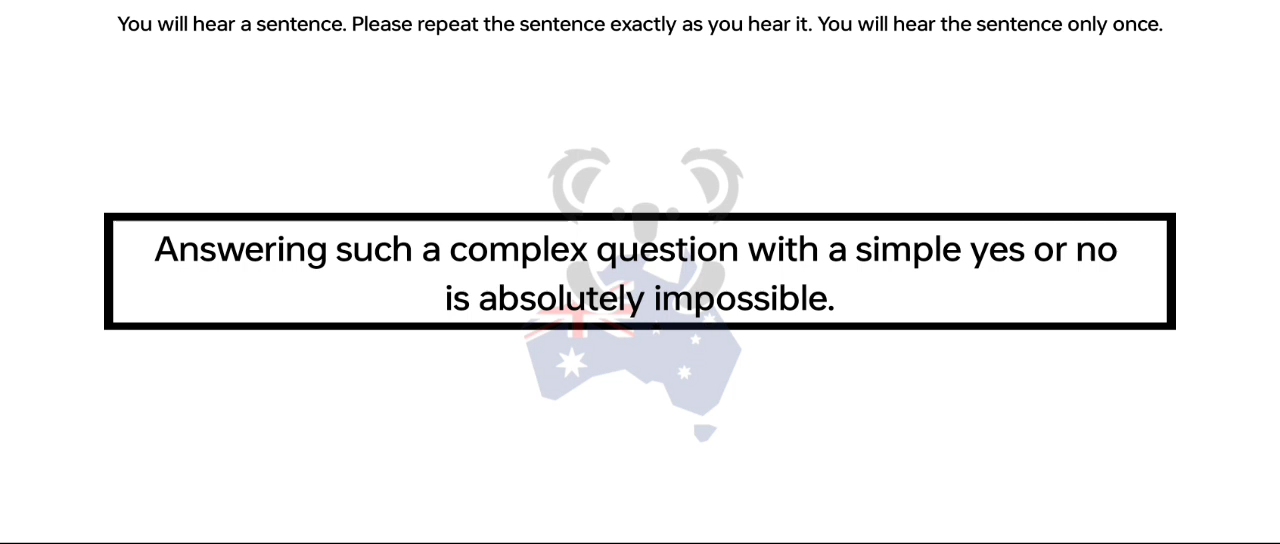 You will hear a sentence. Please repeat the sentence exactly as you hear it. You will hear the sentence only once.
Answering such a complex question with a simple yes or no
is absolutely impossible.